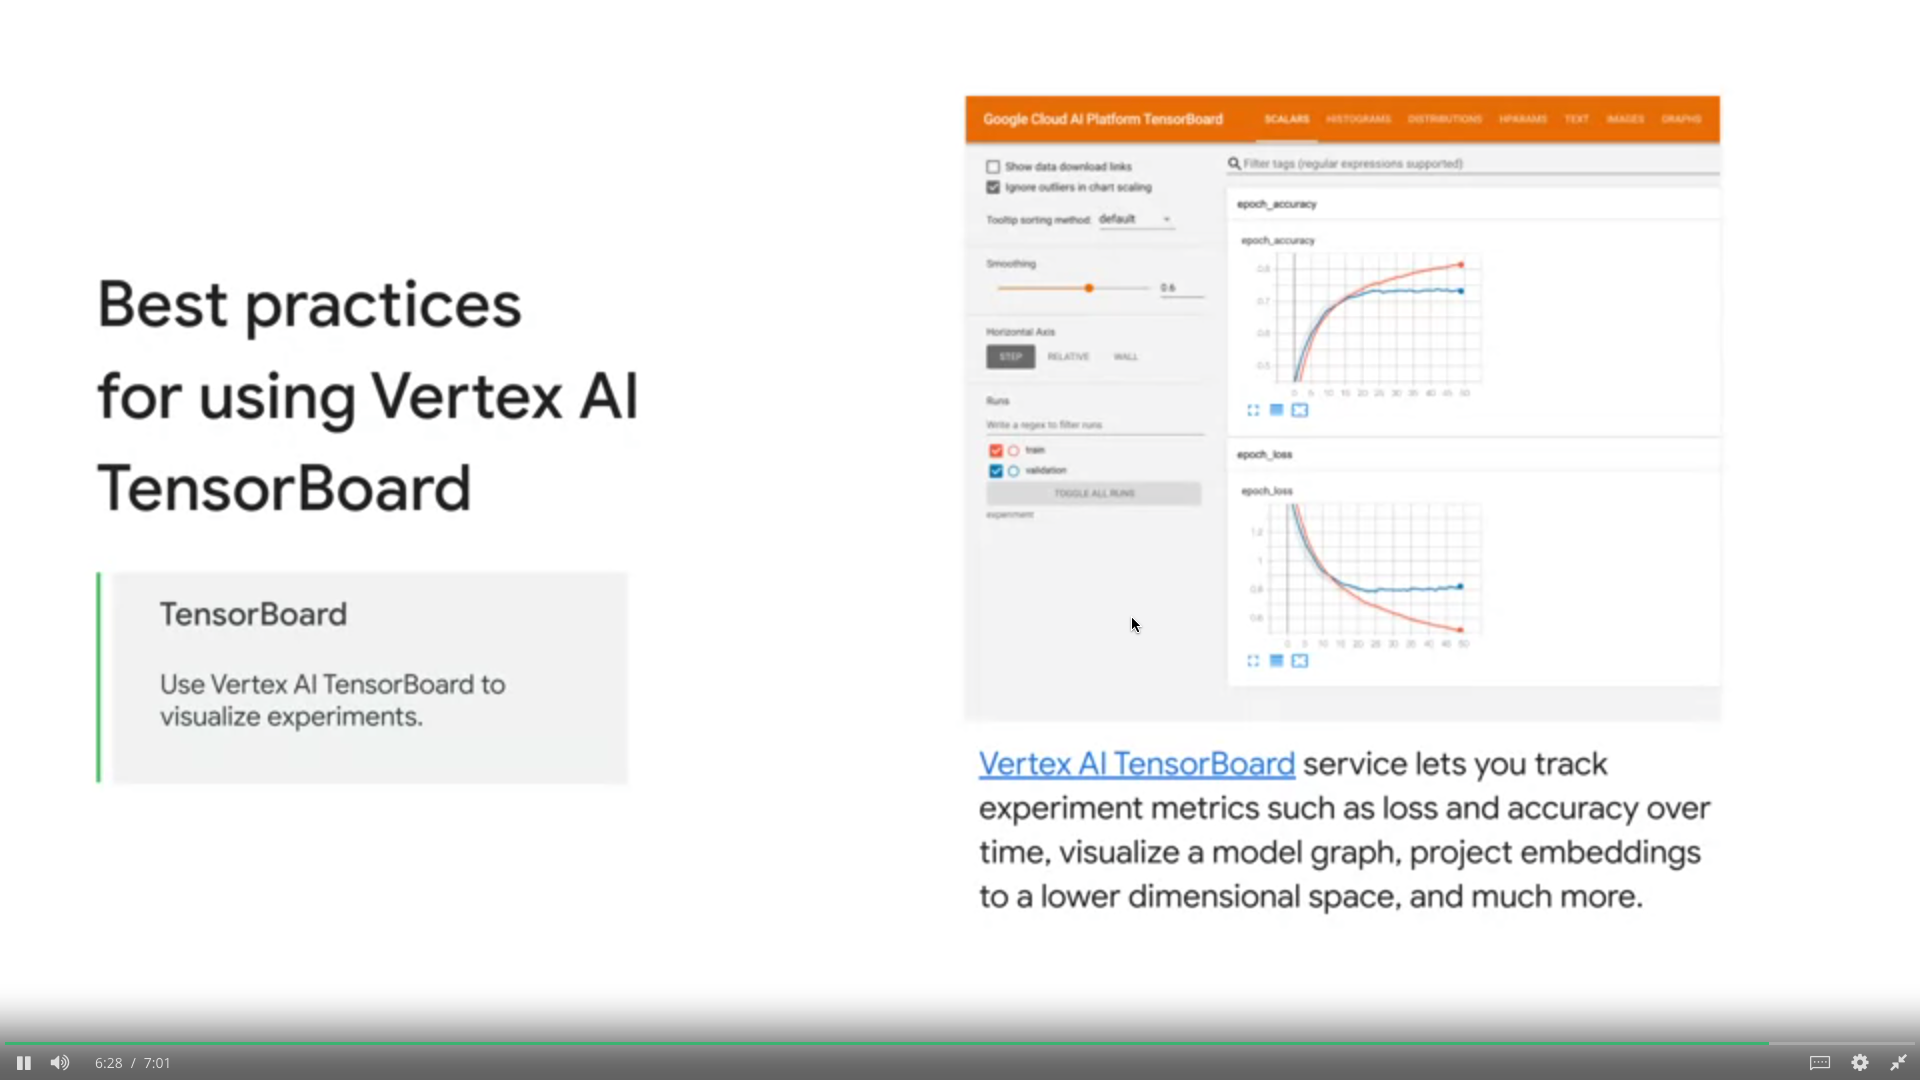 Best practices
for using Vertex AI
TensorBoard
TensorBoard
Use Vertex AI TensorBoard to
visualize experiments.
Google Cloud AI Platform TensorBoard
SCALARS HISTOGRAMS DISTRIBUTIONS HPARAMS TEXT IMAGES GRAPHS
Show data download links
Ignore outliers in chart scaling
Tooltip sorting method: default
Smoothing
0.6
Horizontal Axis
STEP RELATIVE WALL
Runs
Write a regex to filter runs
train
validation
TOGGLE ALL RUNS
experiment
Filter tags (regular expressions supported)
epoch_accuracy
epoch_accuracy
0.8
0.7
0.6
0.5
0 5 10 15 20 25 30 35 40 45 50
epoch_loss
epoch_loss
1.2
1
0.8
0.6
0 5 10 15 20 25 30 35 40 45 50
Vertex AI TensorBoard service lets you track
experiment metrics such as loss and accuracy over
time, visualize a model graph, project embeddings
to a lower dimensional space, and much more.
6:28 / 7:01